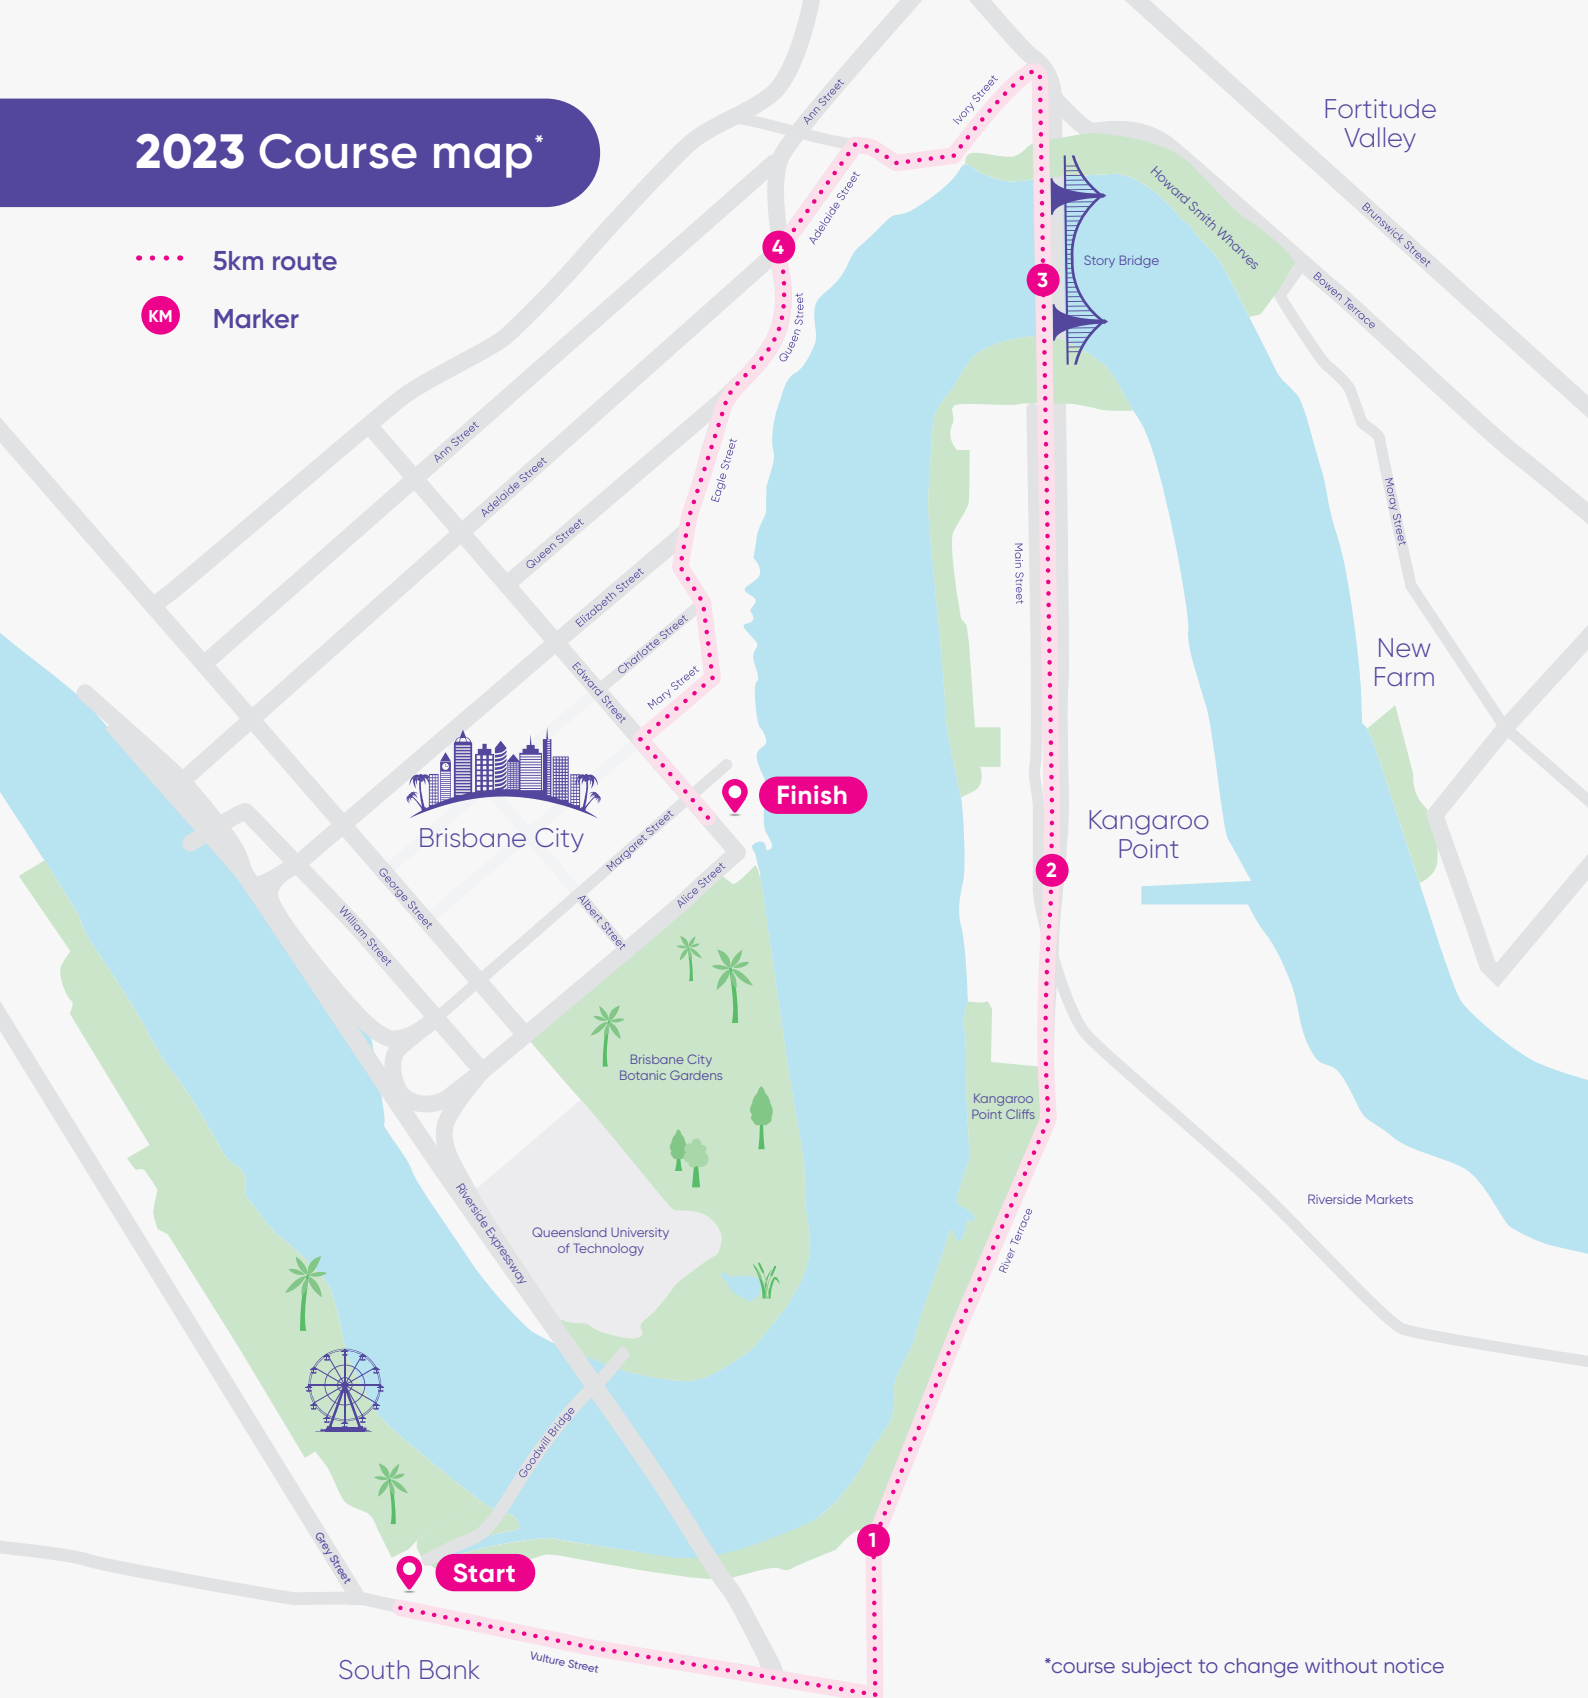 2023 Course map*
5km route
KM
Marker
Fortitude
Valley
Ann Street
Ivory Street
Adelaide Street
Howard Smith Wharves
Brunswick Street
Bowen Terrace
Story Bridge
4
3
Queen Street
Eagle Street
Ann Street
Adelaide Street
Queen Street
Elizabeth Street
Charlotte Street
Mary Street
Edward Street
Main Street
Moray Street
New
Farm
Finish
Brisbane City
Kangaroo
Point
2
Margaret Street
Alice Street
Albert Street
George Street
William Street
Brisbane City
Botanic Gardens
Kangaroo
Point Cliffs
Riverside Markets
River Terrace
Riverside Expressway
Queensland University
of Technology
Goodwill Bridge
Grey Street
1
Start
Vulture Street
South Bank
*course subject to change without notice